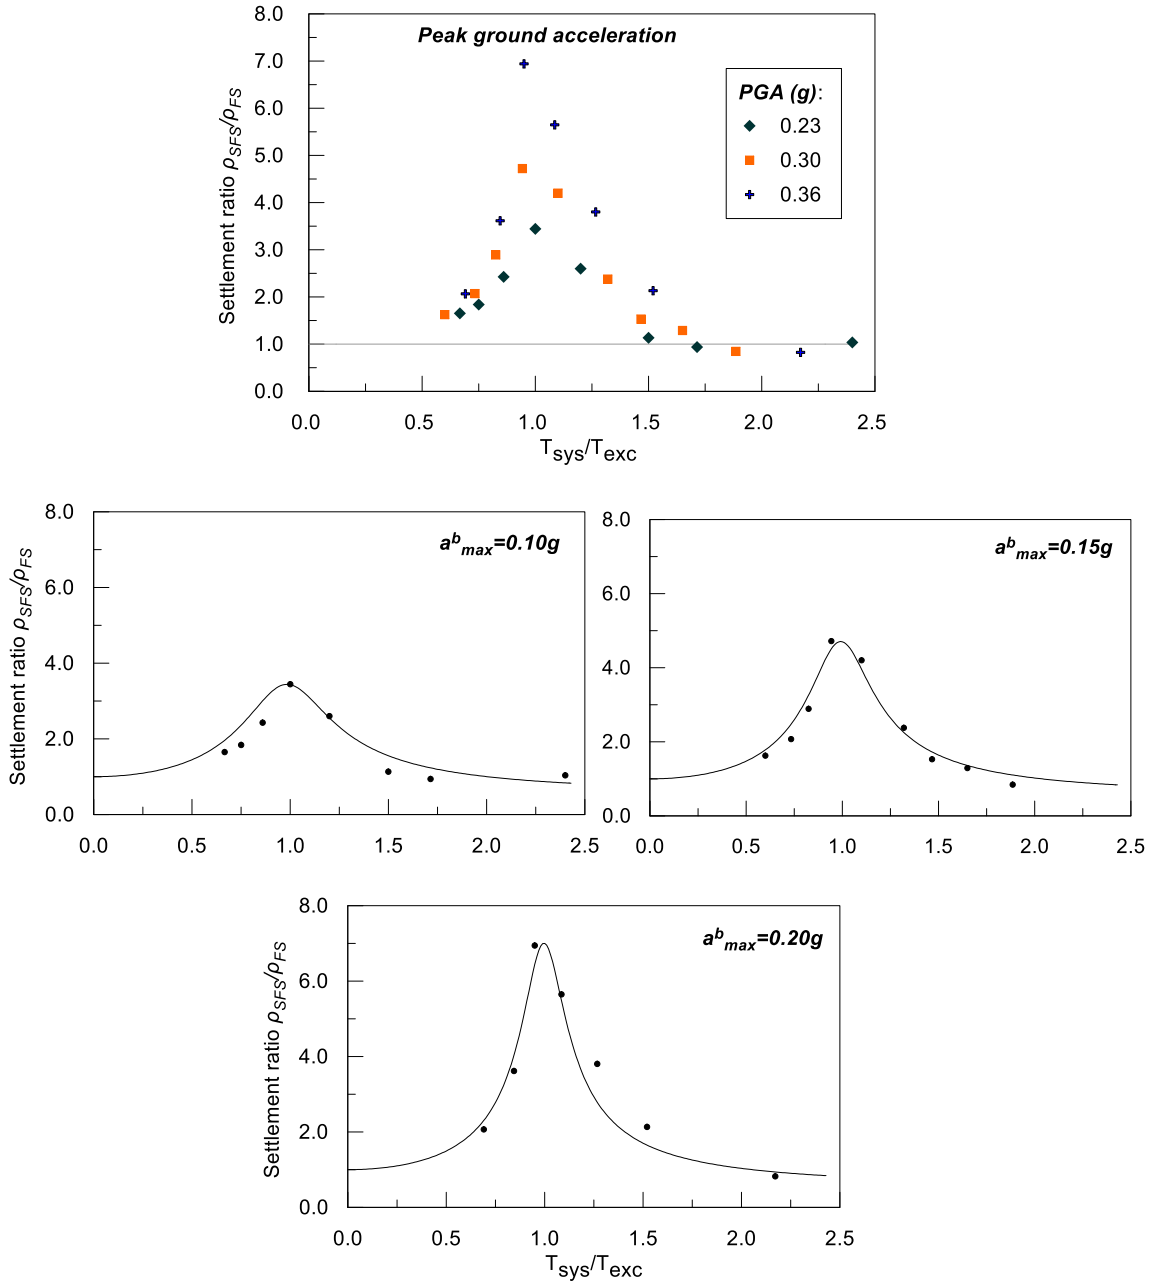 Peak ground acceleration
PGA (g):
0.23
0.30
0.36
8.0
7.0
6.0
5.0
4.0
3.0
2.0
1.0
0.0
Settlement ratio ρSFS/ρFS
0.0 0.5 1.0 1.5 2.0 2.5
Tsys/Texc
abmax=0.10g
8.0
6.0
4.0
2.0
0.0
Settlement ratio ρSFS/ρFS
0.0 0.5 1.0 1.5 2.0 2.5
abmax=0.15g
8.0
6.0
4.0
2.0
0.0
0.0 0.5 1.0 1.5 2.0 2.5
abmax=0.20g
8.0
6.0
4.0
2.0
0.0
Settlement ratio ρSFS/ρFS
0.0 0.5 1.0 1.5 2.0 2.5
Tsys/Texc